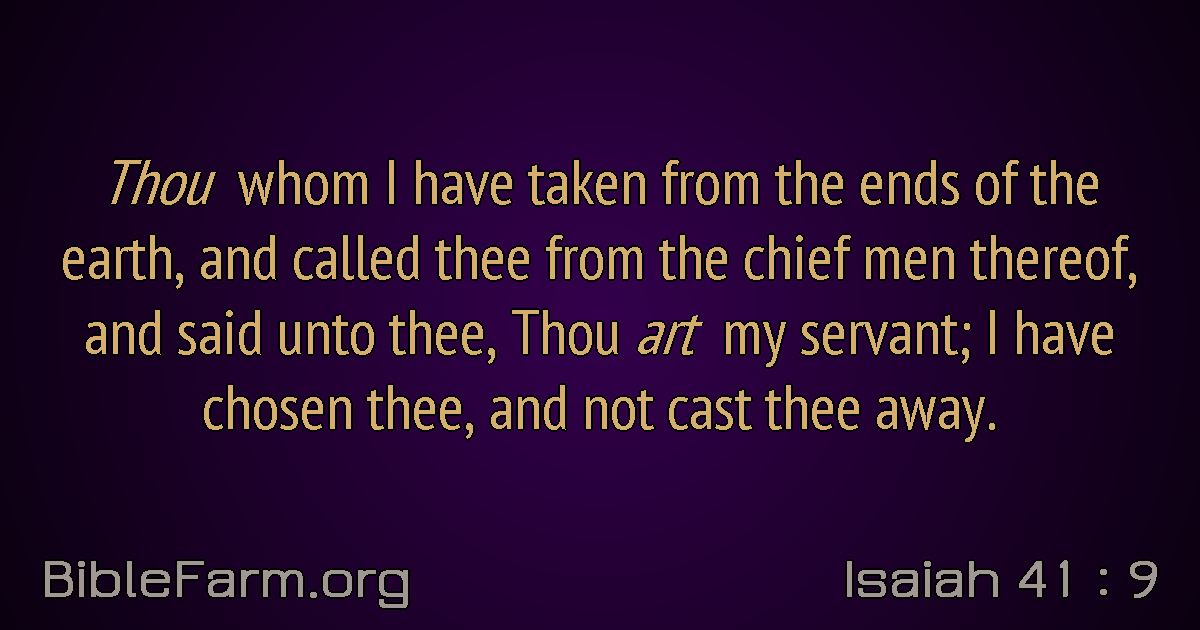 Thou whom I have taken from the ends of the
earth, and called thee from the chief men thereof,
and said unto thee, Thou art my servant; I have
chosen thee, and not cast thee away.
BibleFarm.org
Isaiah 41 : 9